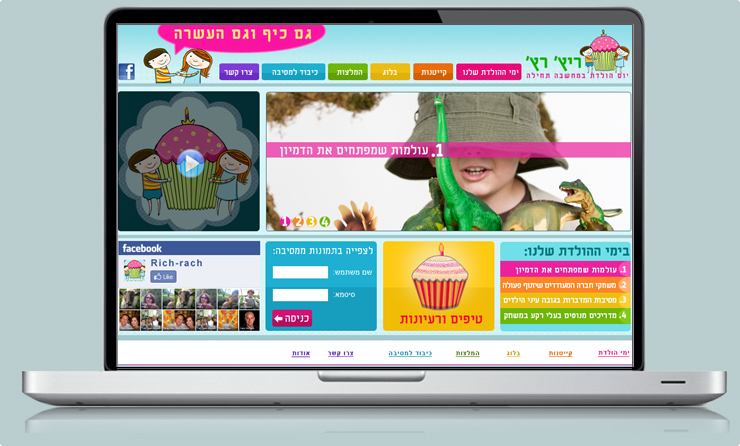 גם כיף וגם העשרה
ריץ' רץ'
יום הולדת במחשבה תחילה
ימי ההולדת שלנו
קייטנות
בלוג
המלצות
כיבוד למסיבה
צרו קשר
f
1. עולמות שמפתחים את הדמיון
1 2 3 4
בימי ההולדת שלנו:
1. עולמות שמפתחים את הדמיון
2. משחקי חברה המעודדים שיתוף פעולה
3. מסיבות המדברות בגובה עיני הילדים
4. מדריכים מנוסים בעלי רקע במשחק
טיפים ורעיונות
לצפייה בתמונות ממסיבה:
שם משתמש:
סיסמא:
כניסה
facebook
Rich-rach
Like
ימי הולדת
קייטנות
בלוג
המלצות
כיבוד למסיבה
צרו קשר
אודות